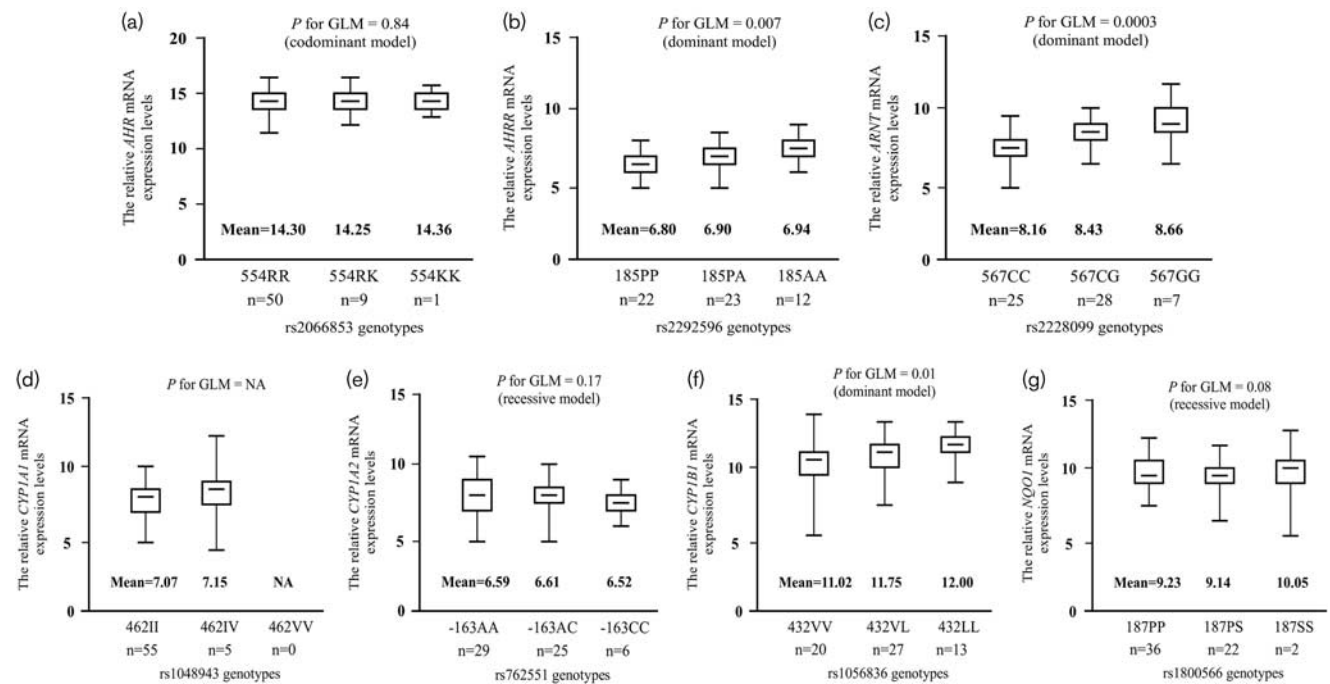 (a)
P for GLM = 0.84
(codominant model)
The relative AHR mRNA
expression levels
20
15
10
5
0
Mean=14.30 14.25 14.36
554RR 554RK 554KK
n=50 n=9 n=1
rs2066853 genotypes
(b)
P for GLM = 0.007
(dominant model)
The relative AHRR mRNA
expression levels
15
10
5
0
Mean=6.80 6.90 6.94
185PP 185PA 185AA
n=22 n=23 n=12
rs2292596 genotypes
(c)
P for GLM = 0.0003
(dominant model)
The relative ARNT mRNA
expression levels
15
10
5
0
Mean=8.16 8.43 8.66
567CC 567CG 567GG
n=25 n=28 n=7
rs2228099 genotypes
(d)
P for GLM = NA
The relative CYP1A1 mRNA
expression levels
15
10
5
0
Mean=7.07 7.15 NA
462II 462IV 462VV
n=55 n=5 n=0
rs1048943 genotypes
(e)
P for GLM = 0.17
(recessive model)
The relative CYP1A2 mRNA
expression levels
15
10
5
0
Mean=6.59 6.61 6.52
-163AA -163AC -163CC
n=29 n=25 n=6
rs762551 genotypes
(f)
P for GLM = 0.01
(dominant model)
The relative CYP1B1 mRNA
expression levels
15
10
5
0
Mean=11.02 11.75 12.00
432VV 432VL 432LL
n=20 n=27 n=13
rs1056836 genotypes
(g)
P for GLM = 0.08
(recessive model)
The relative NQO1 mRNA
expression levels
15
10
5
0
Mean=9.23 9.14 10.05
187PP 187PS 187SS
n=36 n=22 n=2
rs1800566 genotypes